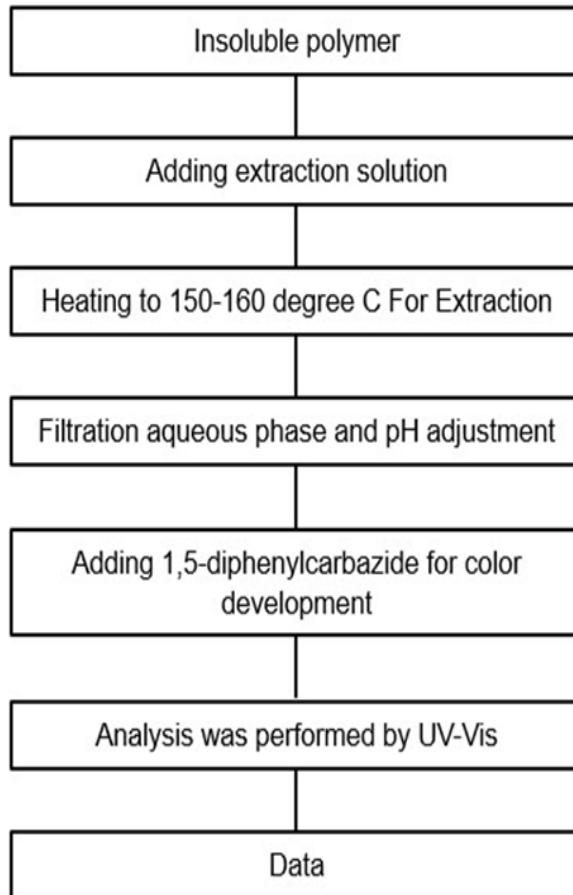 Insoluble polymer
Adding extraction solution
Heating to 150-160 degree C For Extraction
Filtration aqueous phase and pH adjustment
Adding 1,5-diphenylcarbazide for color
development
Analysis was performed by UV-Vis
Data